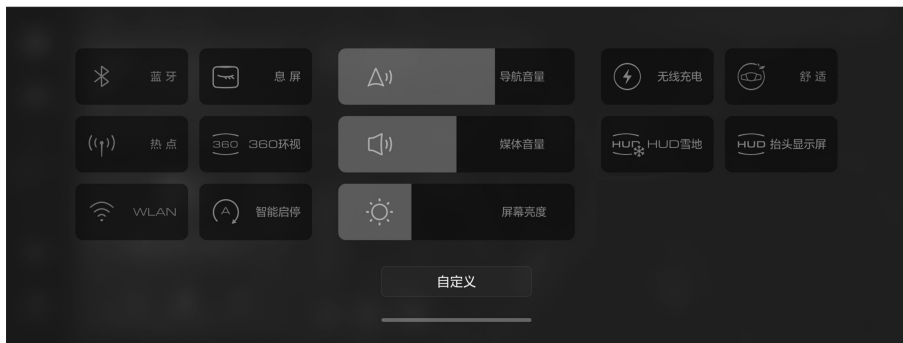 蓝牙
息屏
导航音量
无线充电
舒适
热点
360 360环视
媒体音量
HUD HUD雪地
HUD 抬头显示屏
WLAN
A 智能启停
屏幕亮度
自定义